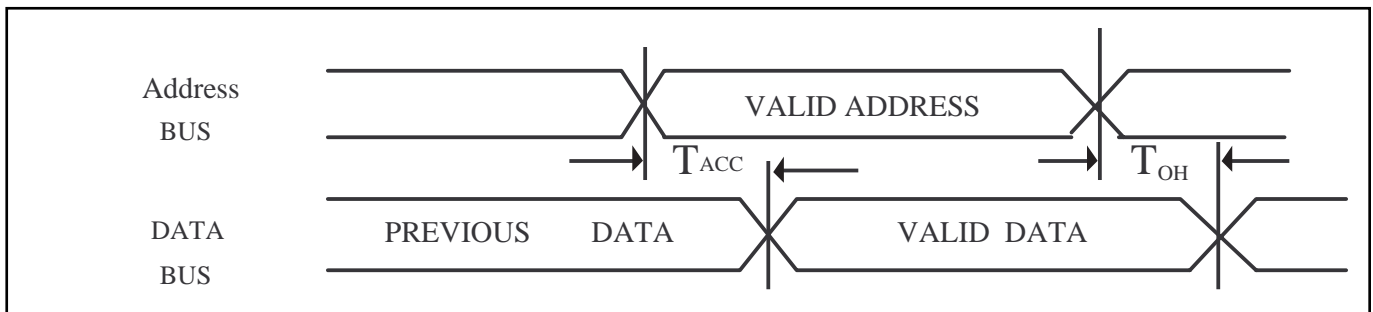 Address
BUS
VALID ADDRESS
TACC
TOH
DATA
BUS
PREVIOUS DATA
VALID DATA